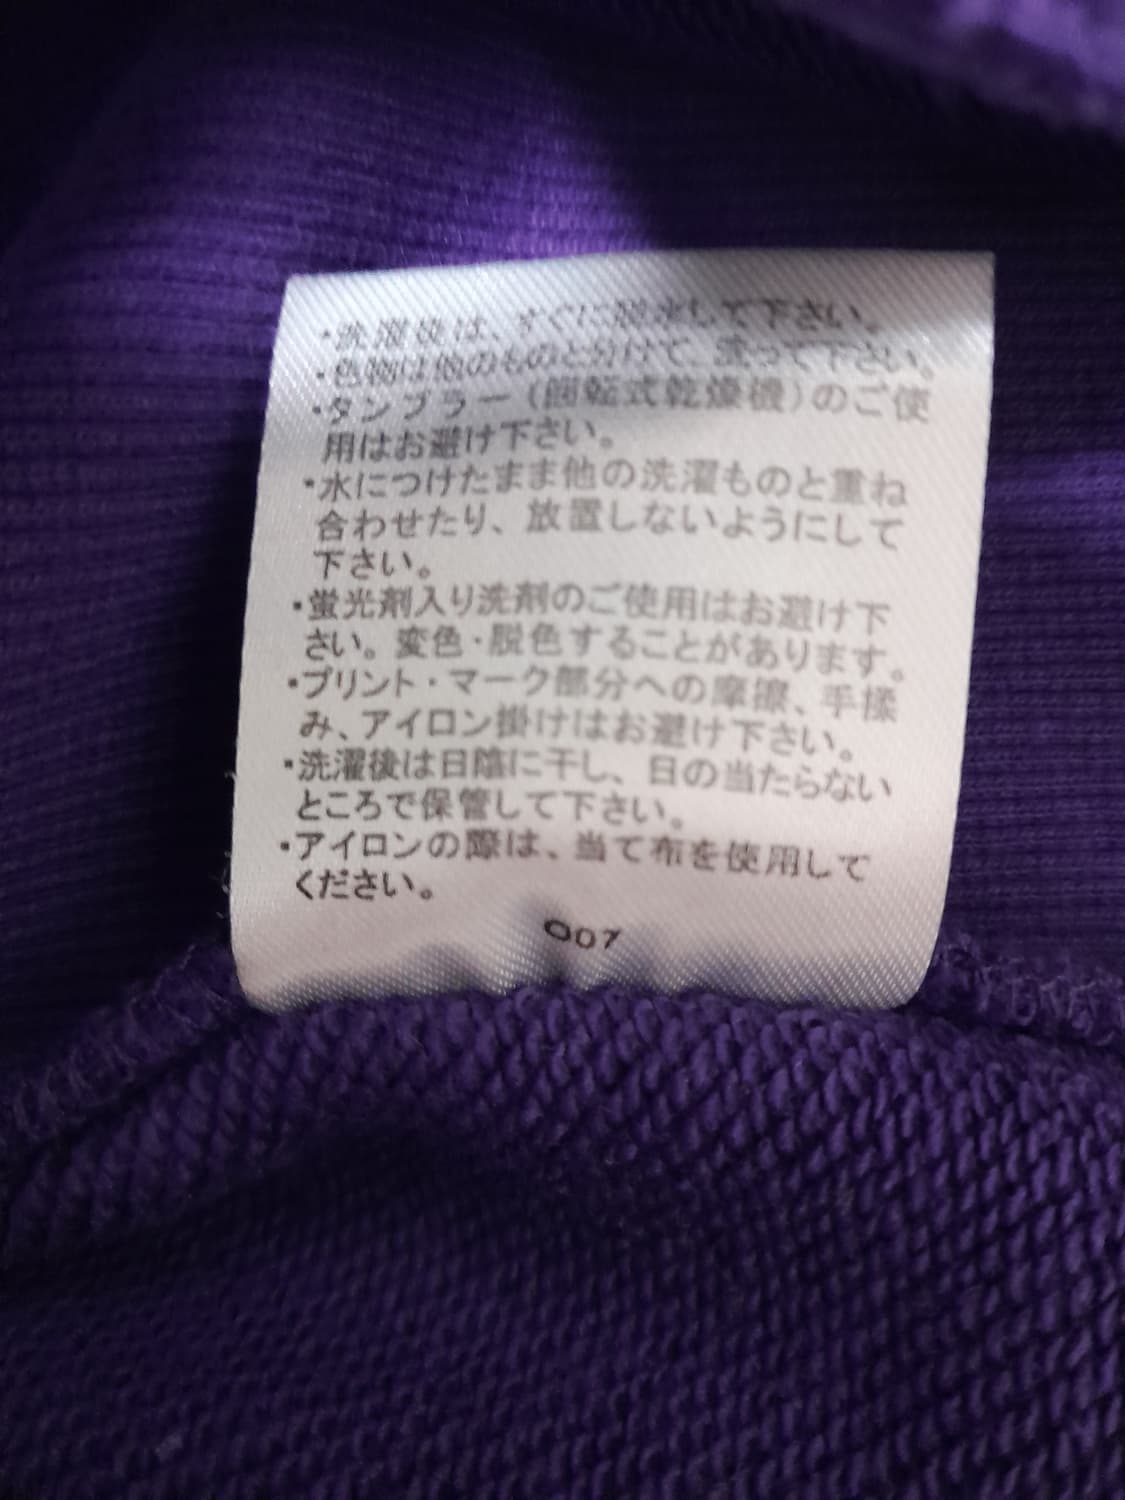 ・洗濯後は、すぐに脱水して下さい。
・色物は他のものと分けて、洗って下さい。
・タンブラー(回転式乾燥機)のご使
用はお避け下さい。
・水につけたまま他の洗濯ものと重ね
合わせたり、放置しないようにして
下さい。
・蛍光剤入り洗剤のご使用はお避け下
さい。変色・脱色することがあります。
・プリント・マーク部分への摩擦、手揉
み、アイロン掛けはお避け下さい。
・洗濯後は日陰に干し、日の当たらない
ところで保管して下さい。
・アイロンの際は、当て布を使用して
ください。
007